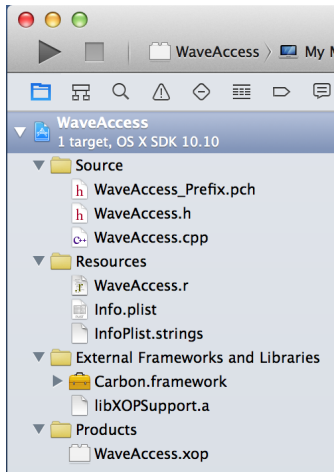 WaveAccess 〉 My M
WaveAccess
1 target, OS X SDK 10.10
Source
h WaveAccess_Prefix.pch
h WaveAccess.h
c++ WaveAccess.cpp
Resources
.r WaveAccess.r
Info.plist
InfoPlist.strings
External Frameworks and Libraries
Carbon.framework
libXOPSupport.a
Products
WaveAccess.xop